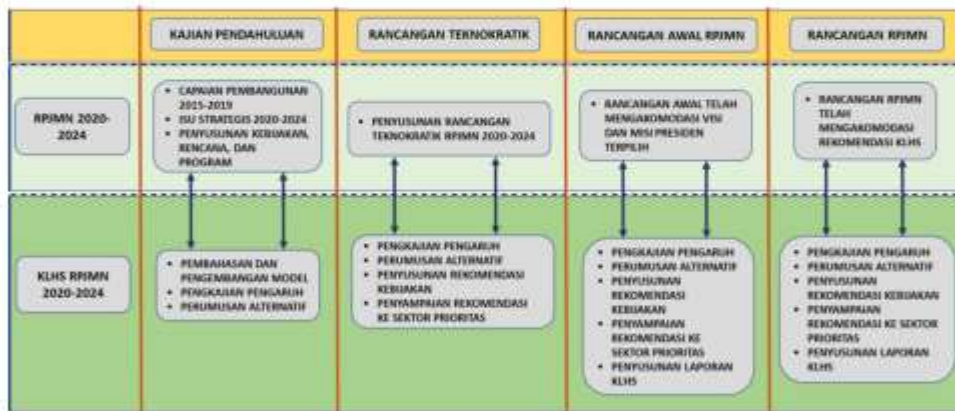 KAJIAN PENDAHULUAN
RANCANGAN TEKNOKRATIK
RANCANGAN AWAL RPJMN
RANCANGAN RPJMN
RPJMN 2020-
2024
• CAPAIAN PEMBANGUNAN
2015-2019
• ISU STRATEGIS 2020-2024
• PENYUSUNAN KEBIJAKAN,
RENCANA, DAN
PROGRAM
• PENYUSUNAN RANCANGAN
TEKNOKRATIK RPJMN 2020-2024
• RANCANGAN AWAL TELAH
MENGAKOMODASI VISI
DAN MISI PRESIDEN
TERPILIH
• RANCANGAN RPJMN
TELAH
MENGAKOMODASI
REKOMENDASI KLHS
KLHS RPJMN
2020-2024
• PEMBAHASAN DAN
PENGEMBANGAN MODEL
• PENGKAJIAN PENGARUH
• PERUMUSAN ALTERNATIF
• PENGKAJIAN PENGARUH
• PERUMUSAN ALTERNATIF
• PENYUSUNAN REKOMENDASI
KEBIJAKAN
• PENYAMPAIAN REKOMENDASI
KE SEKTOR PRIORITAS
• PENGKAJIAN PENGARUH
• PERUMUSAN ALTERNATIF
• PENYUSUNAN
REKOMENDASI
KEBIJAKAN
• PENYAMPAIAN
REKOMENDASI KE
SEKTOR PRIORITAS
• PENYUSUNAN LAPORAN
KLHS
• PENGKAJIAN PENGARUH
• PERUMUSAN ALTERNATIF
• PENYUSUNAN
REKOMENDASI KEBIJAKAN
• PENYAMPAIAN
REKOMENDASI KE SEKTOR
PRIORITAS
• PENYUSUNAN LAPORAN
KLHS